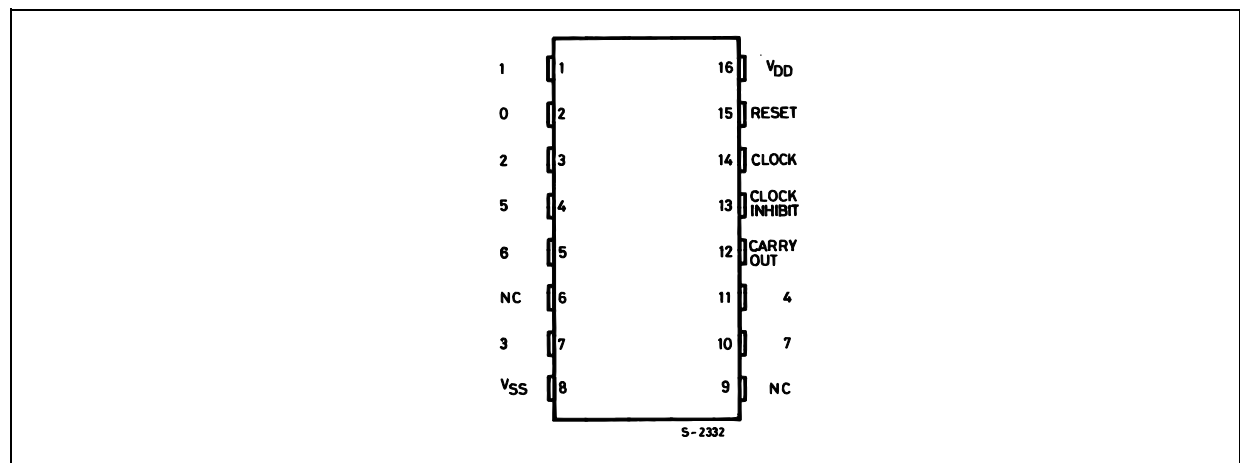 1 1 16 VDD
0 2 15 RESET
2 3 14 CLOCK
5 4 13 CLOCK INHIBIT
6 5 12 CARRY OUT
NC 6 11 4
3 7 10 7
VSS 8 9 NC
S-2332